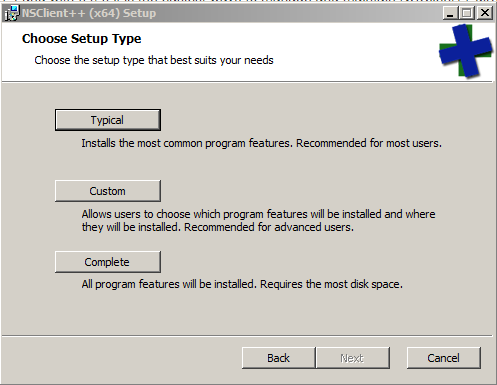 NSClient++ (x64) Setup
Choose Setup Type
Choose the setup type that best suits your needs
Typical
Installs the most common program features. Recommended for most users.
Custom
Allows users to choose which program features will be installed and where
they will be installed. Recommended for advanced users.
Complete
All program features will be installed. Requires the most disk space.
Back
Next
Cancel